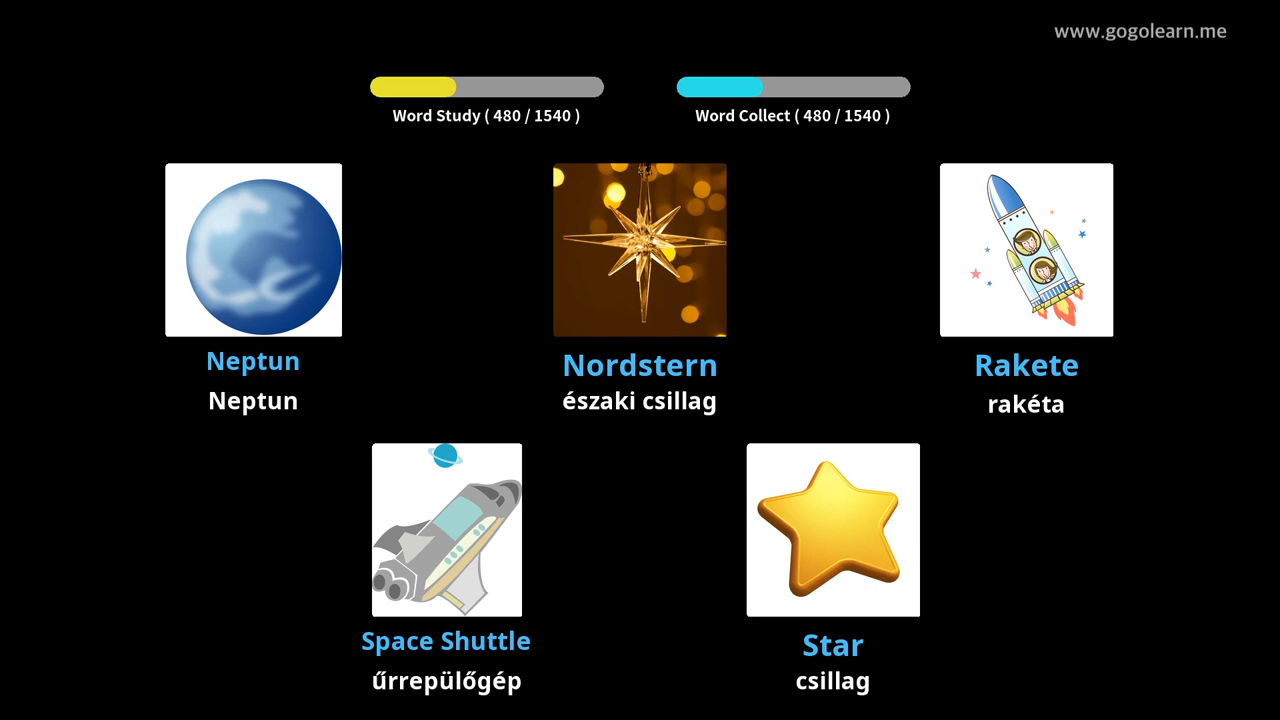 www.gogolearn.me
Word Study ( 480 / 1540 )
Word Collect ( 480 / 1540 )
Neptun
Neptun
Nordstern
északi csillag
Rakete
rakéta
Space Shuttle
űrrepülőgép
Star
csillag